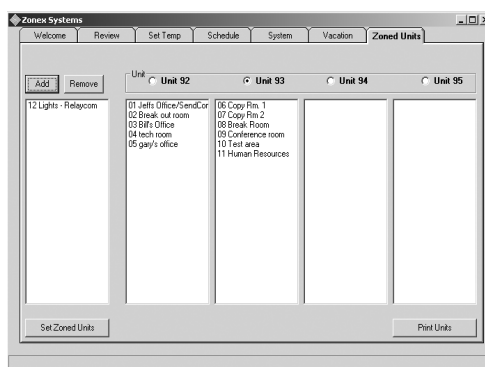 Zonex Systems
Welcome Review Set Temp Schedule System Vacation Zoned Units
Add Remove
Unit
Unit 92 Unit 93 Unit 94 Unit 95
12 Lights - Relaycom
01 Jeffs Office/SendCor
02 Break out room
03 Bill's Office
04 tech room
05 gary's office
06 Copy Rm. 1
07 Copy Rm 2
08 Break Room
09 Conference room
10 Test area
11 Human Resources
Set Zoned Units
Print Units